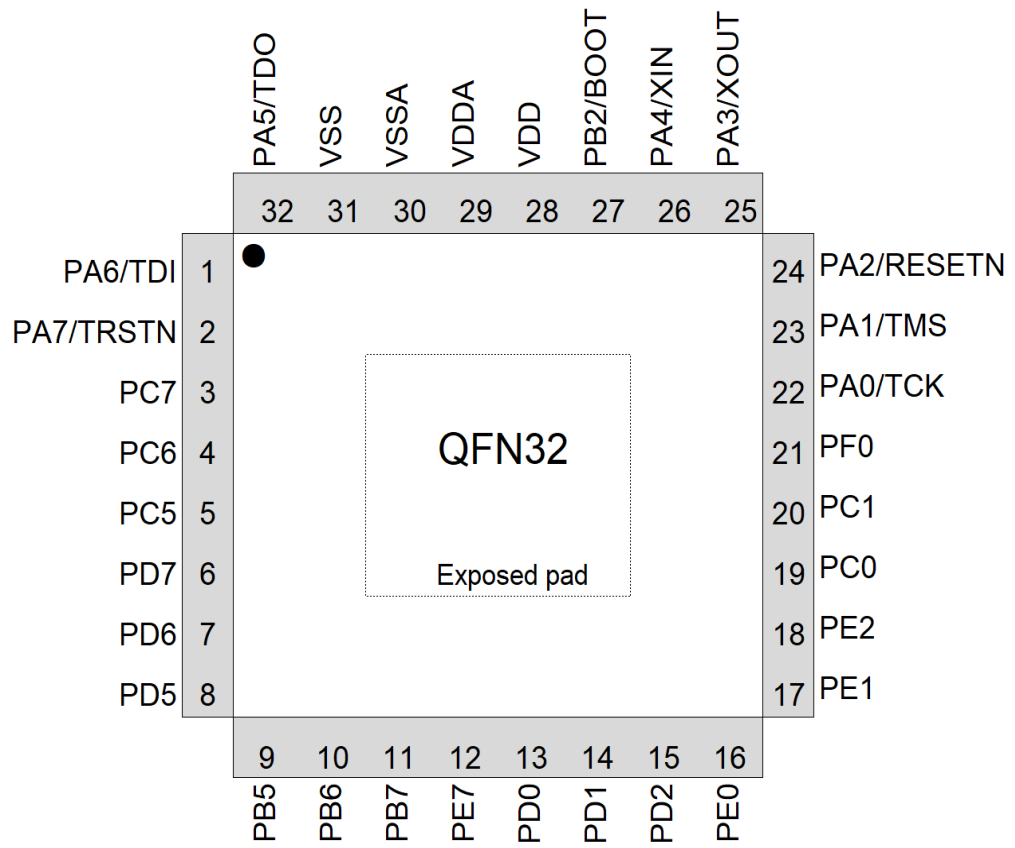 PA5/TDO
VSS
VSSA
VDDA
VDD
PB2/BOOT
PA4/XIN
PA3/XOUT
32 31 30 29 28 27 26 25
PA6/TDI 1
PA7/TRSTN 2
PC7 3
PC6 4
PC5 5
PD7 6
PD6 7
PD5 8
QFN32
Exposed pad
24 PA2/RESETN
23 PA1/TMS
22 PA0/TCK
21 PF0
20 PC1
19 PC0
18 PE2
17 PE1
9 10 11 12 13 14 15 16
PB5
PB6
PB7
PE7
PD0
PD1
PD2
PE0